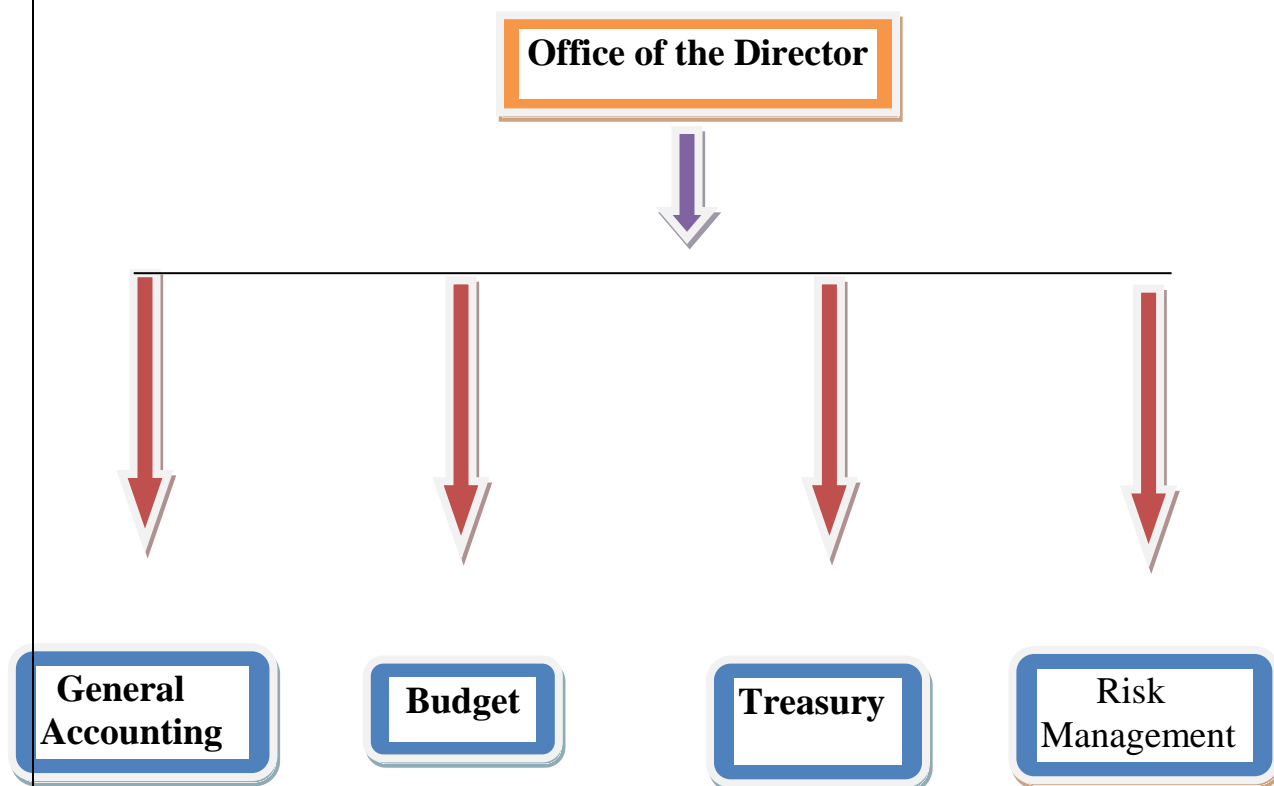 Office of the Director
General
Accounting
Budget
Treasury
Risk
Management